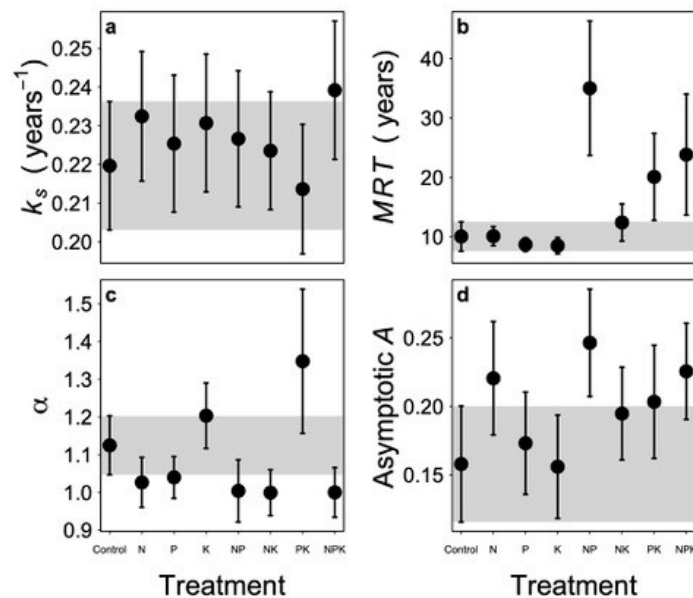 a
k_s ( years⁻¹)
0.25
0.24
0.23
0.22
0.21
0.20
b
MRT ( years)
40
30
20
10
c
α
1.5
1.4
1.3
1.2
1.1
1.0
0.9
Control N P K NP NK PK NPK
Treatment
d
Asymptotic A
0.25
0.20
0.15
Control N P K NP NK PK NPK
Treatment